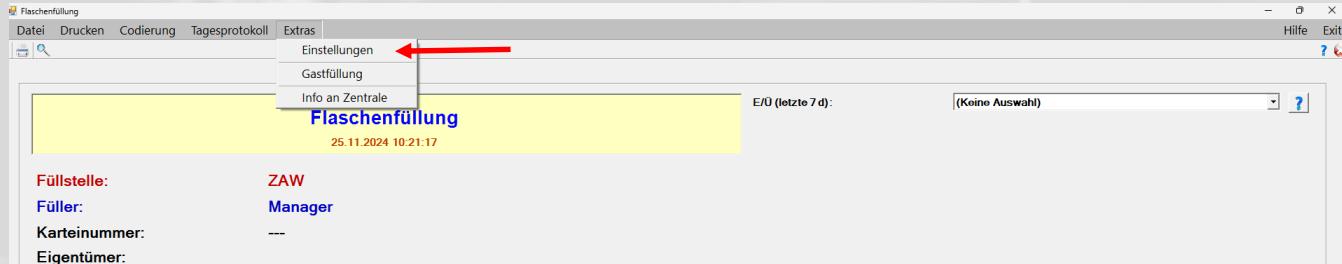 Flaschenfüllung
Datei Drucken Codierung Tagesprotokoll Extras Hilfe Exit
Einstellungen
Gastfüllung
Info an Zentrale
Flaschenfüllung
25.11.2024 10:21:17
E/Ü (letzte 7 d): (Keine Auswahl)
Füllstelle: ZAW
Füller: Manager
Karteinummer: ---
Eigentümer: